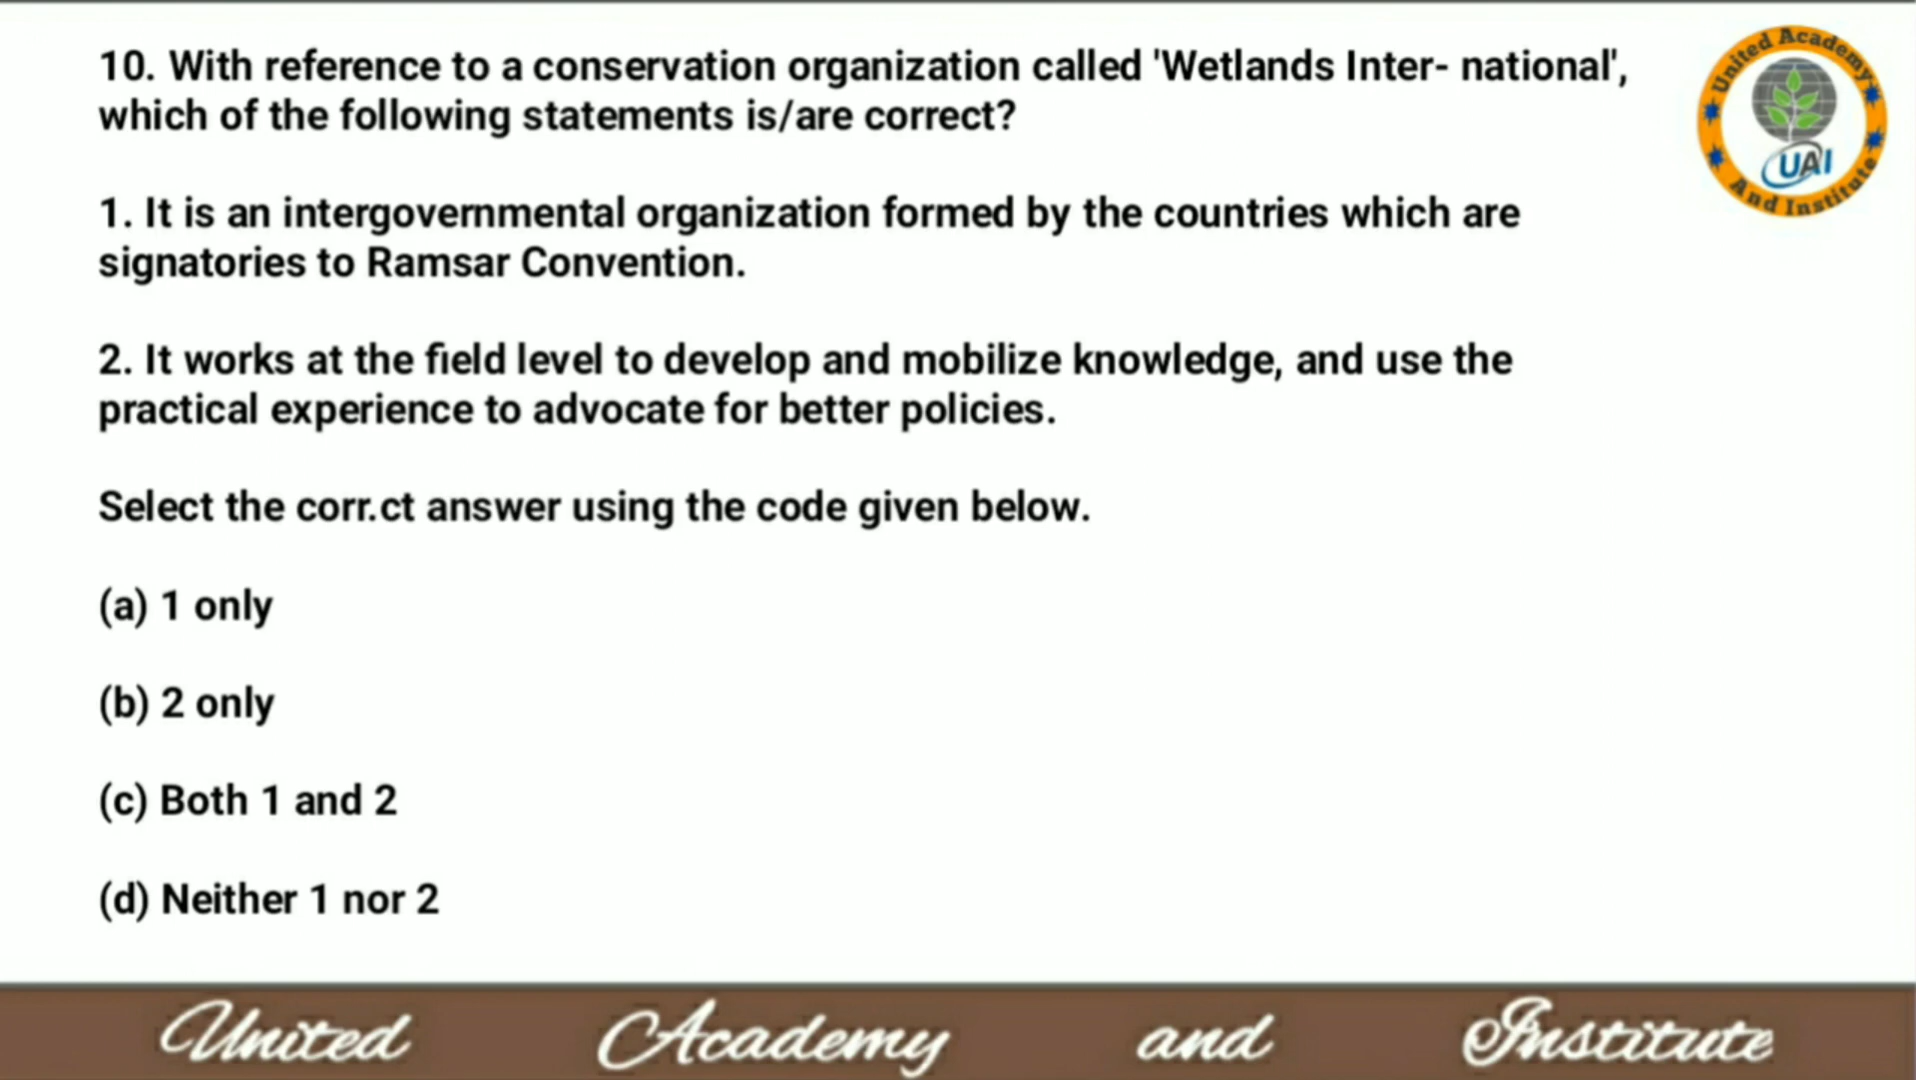 10. With reference to a conservation organization called 'Wetlands Inter- national',
which of the following statements is/are correct?
1. It is an intergovernmental organization formed by the countries which are
signatories to Ramsar Convention.
2. It works at the field level to develop and mobilize knowledge, and use the
practical experience to advocate for better policies.
Select the corr.ct answer using the code given below.
(a) 1 only
(b) 2 only
(c) Both 1 and 2
(d) Neither 1 nor 2
United Academy
UAI
And Institute
United Academy and Institute